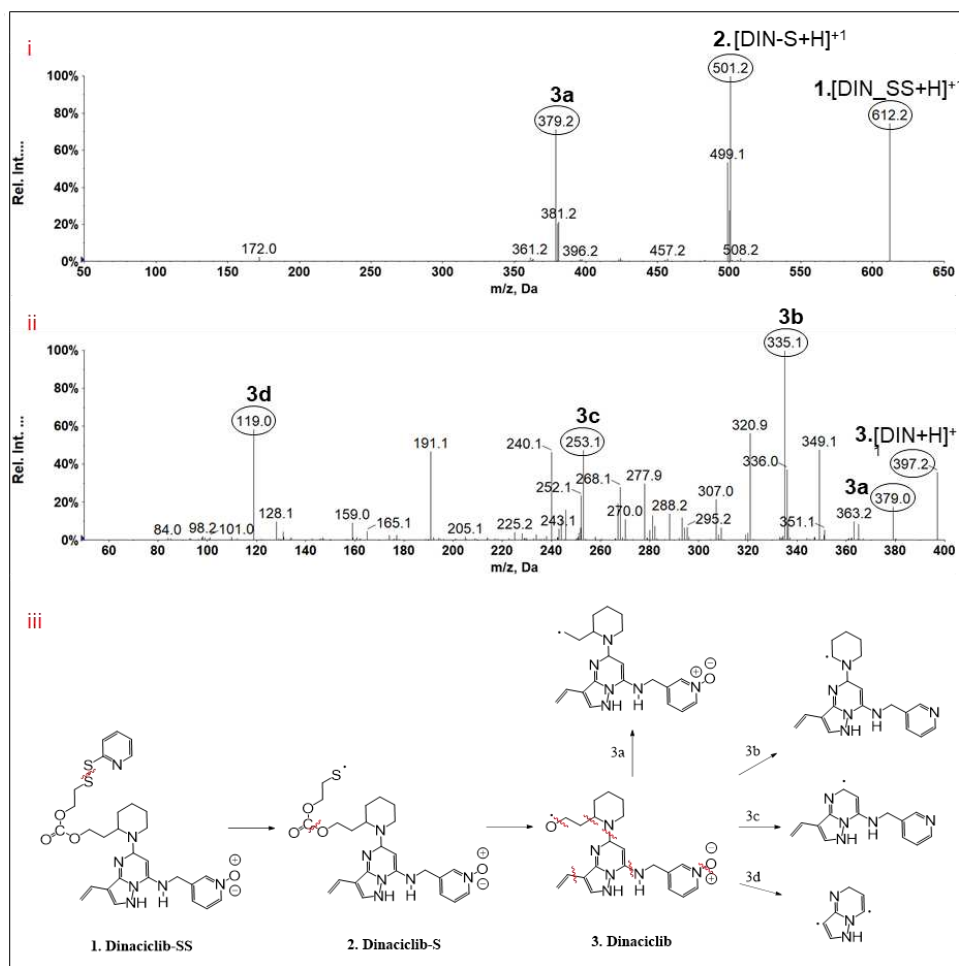 i
2.[DIN-S+H]+1
1.[DIN_SS+H]+1
3a
501.2
379.2
612.2
499.1
381.2
172.0
361.2
396.2
457.2
508.2
100%
80%
60%
40%
20%
0%
Rel. Int....
50 100 150 200 250 300 350 400 450 500 550 600 650
m/z, Da
ii
3b
335.1
3d
119.0
3c
253.1
3.[DIN+H]+1
397.2
3a
379.0
191.1
240.1
320.9
349.1
336.0
252.1
268.1
277.9
128.1
159.0
307.0
363.2
84.0
98.2
101.0
165.1
205.1
225.2
243.1
270.0
288.2
295.2
351.1
100%
80%
60%
40%
20%
0%
Rel. Int. ...
60 80 100 120 140 160 180 200 220 240 260 280 300 320 340 360 380 400
m/z, Da
iii
3a
3b
3c
3d
1. Dinaciclib-SS
2. Dinaciclib-S
3. Dinaciclib